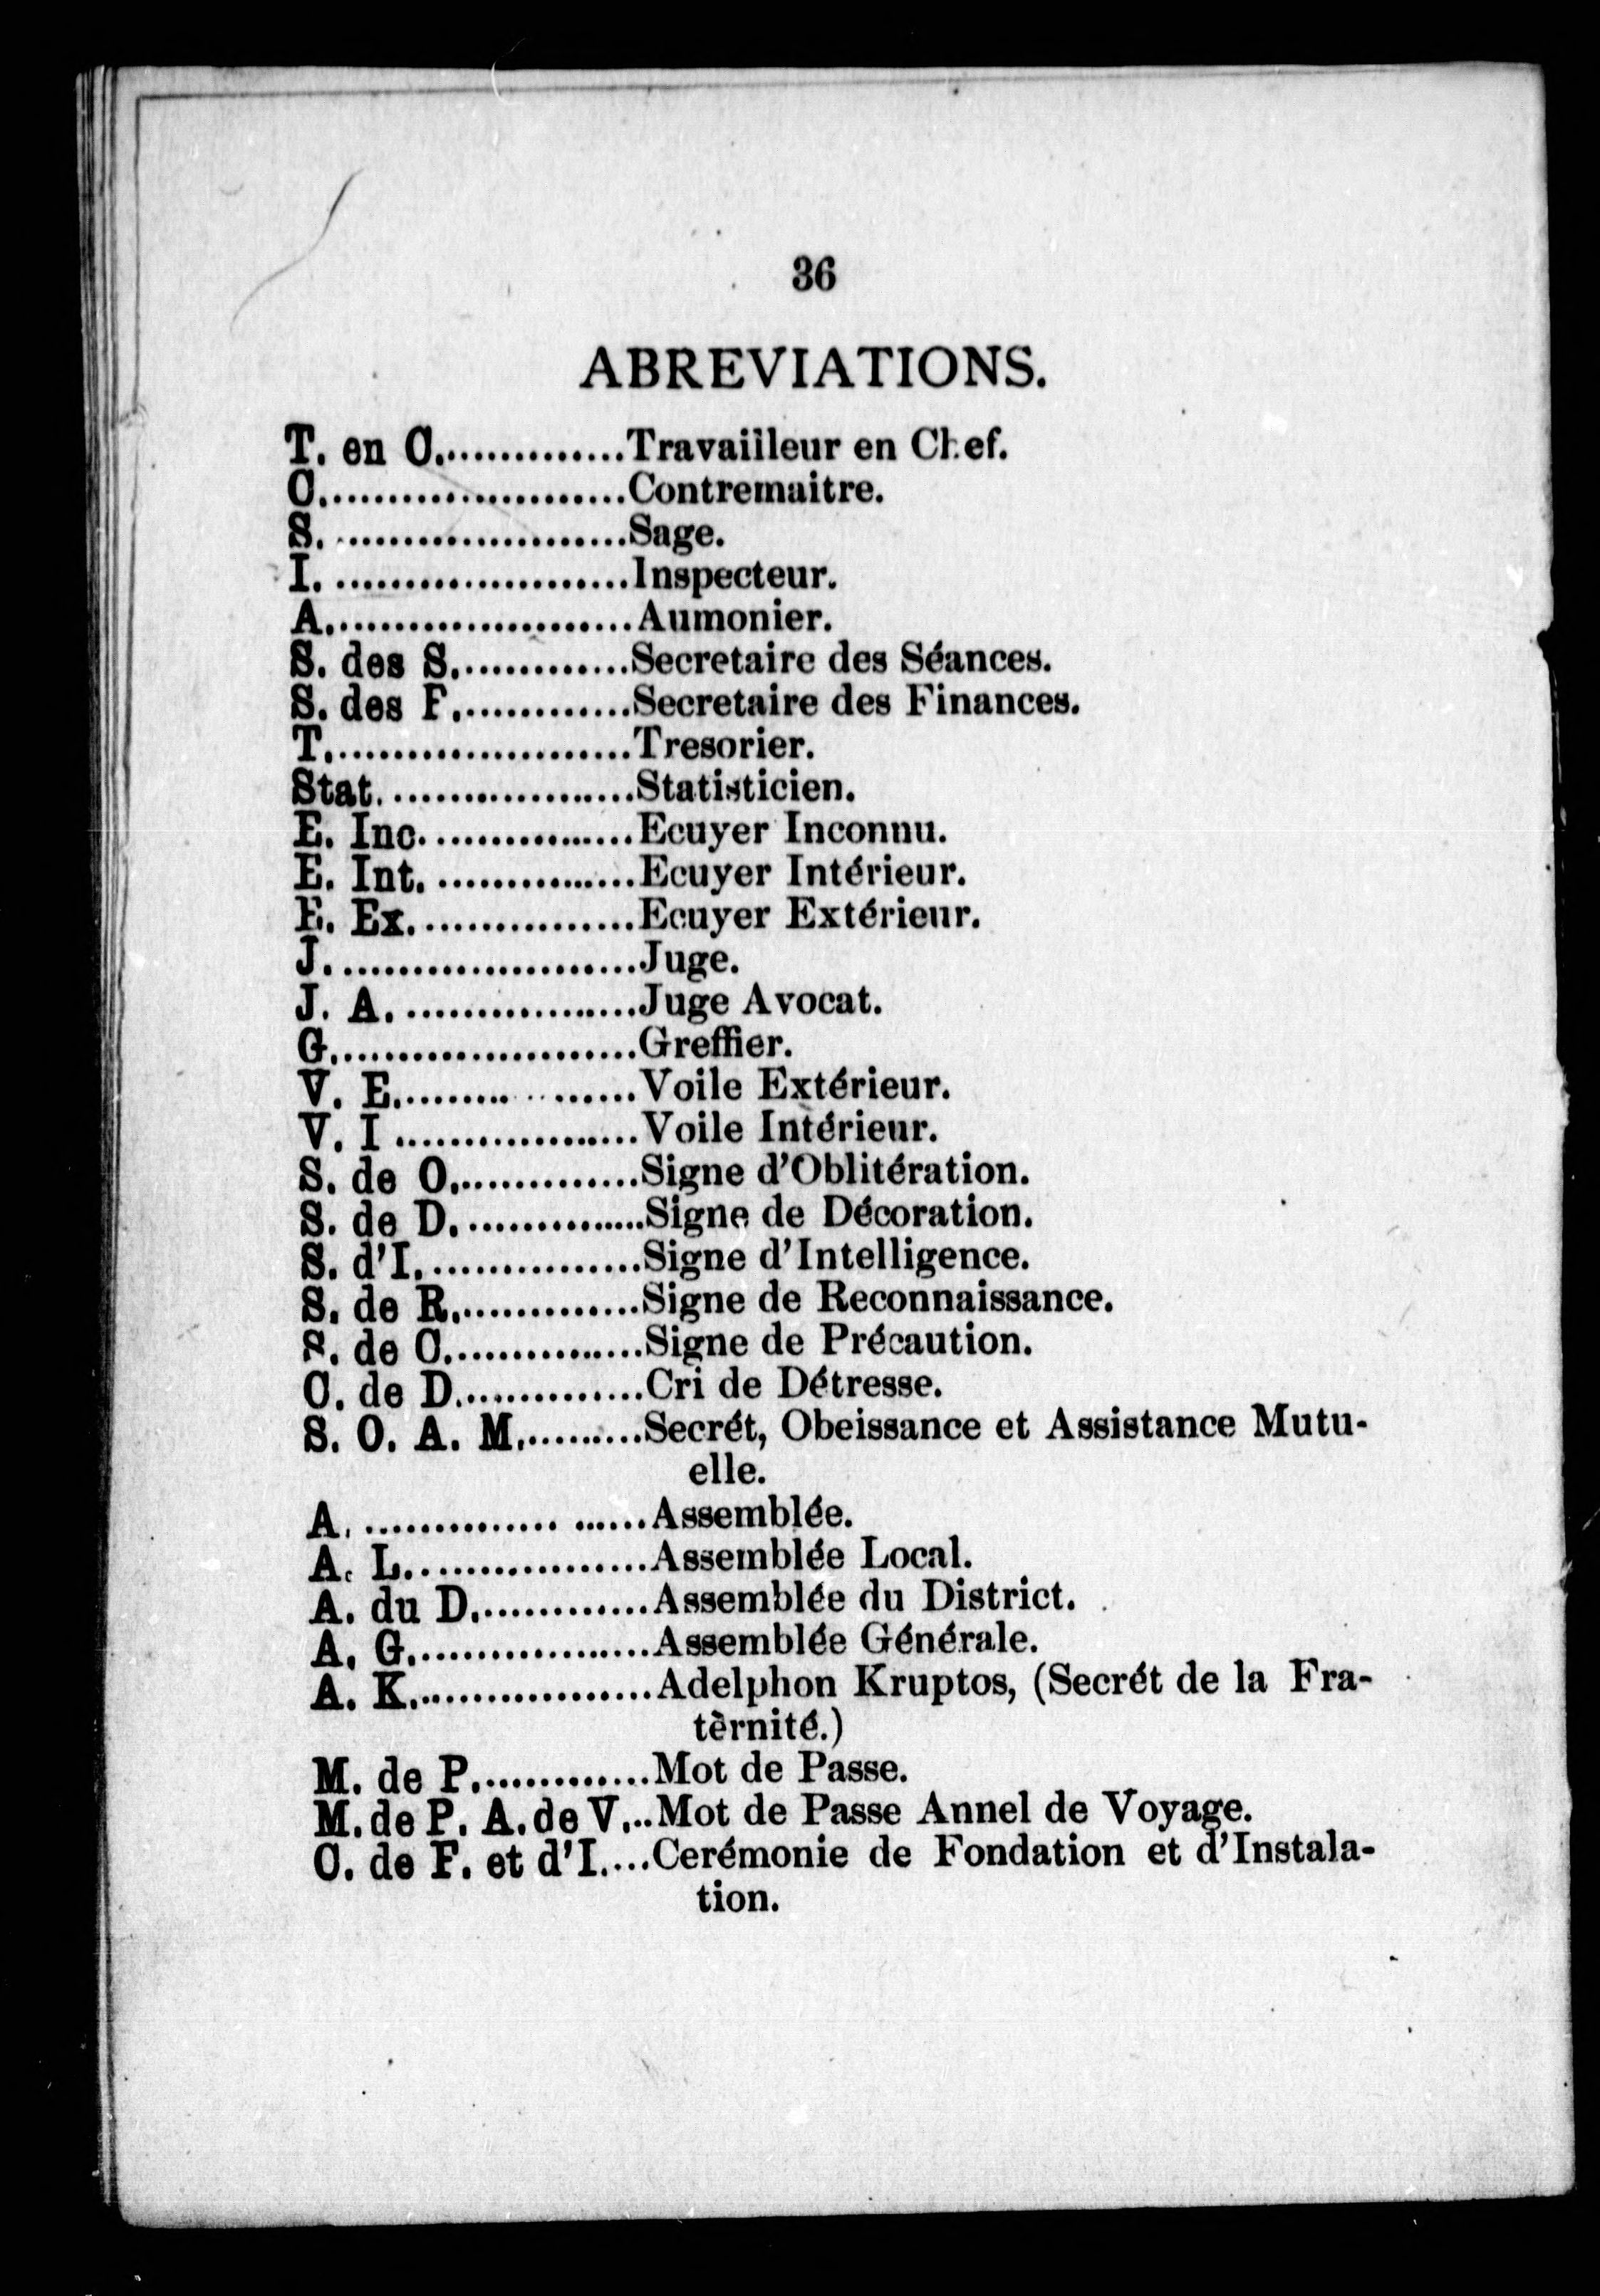 36
ABREVIATIONS.
T. en C..............Travailleur en Chef.
C.......................Contremaitre.
S. ......................Sage.
I. ......................Inspecteur.
A.......................Aumonier.
S. des S.............Secretaire des Séances.
S. des F.............Secretaire des Finances.
T.......................Tresorier.
Stat. ..................Statisticien.
E. Inc. ...............Ecuyer Inconnu.
E. Int. ...............Ecuyer Intérieur.
E. Ex. ................Ecuyer Extérieur.
J. ......................Juge.
J. A. .................Juge Avocat.
G.......................Greffier.
V. E......... ......Voile Extérieur.
V. I ..................Voile Intérieur.
S. de O..............Signe d'Oblitération.
S. de D. .............Signe de Décoration.
S. d'I. ...............Signe d'Intelligence.
S. de R..............Signe de Reconnaissance.
S. de C..............Signe de Précaution.
C. de D..............Cri de Détresse.
S. O. A. M.........Secrét, Obeissance et Assistance Mutu-
elle.
A. .............. ......Assemblée.
A. L..................Assemblée Local.
A. du D.............Assemblée du District.
A. G..................Assemblée Générale.
A. K..................Adelphon Kruptos, (Secrét de la Fra-
tèrnité.)
M. de P.............Mot de Passe.
M. de P. A. de V...Mot de Passe Annel de Voyage.
C. de F. et d'I....Cerémonie de Fondation et d'Instala-
tion.